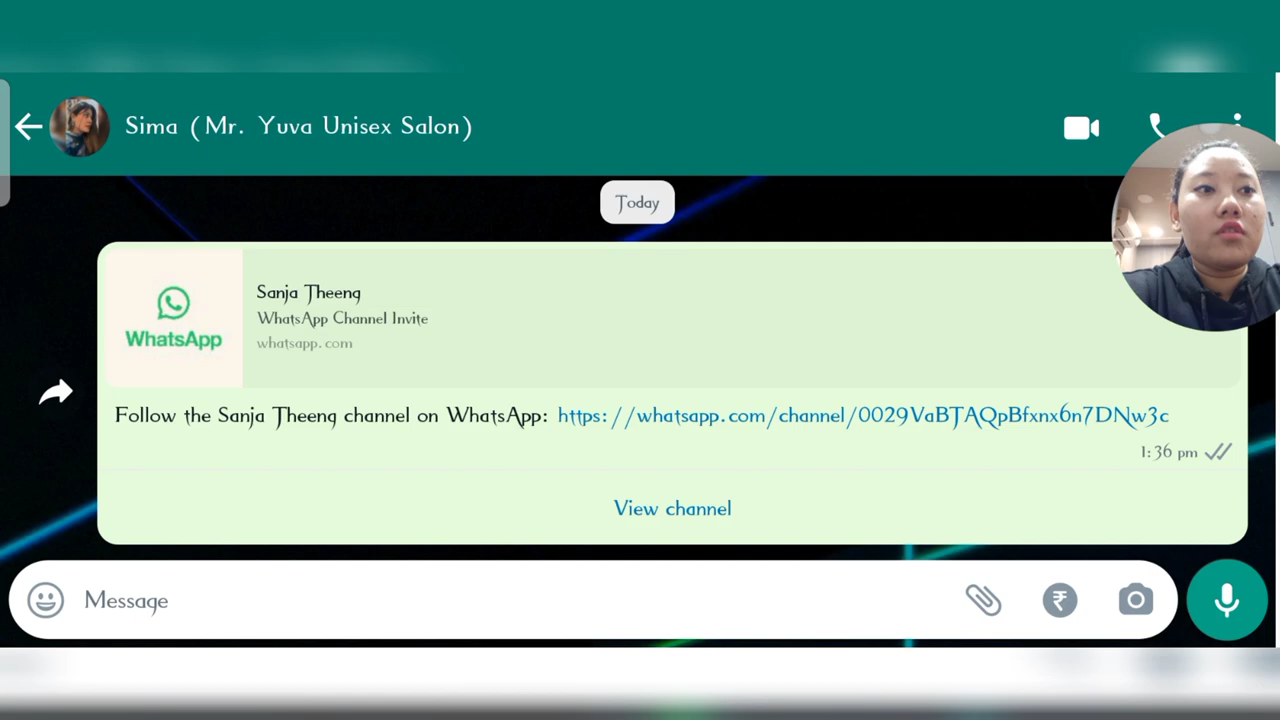 Sima (Mr. Yuva Unisex Salon)
Today
WhatsApp
Sanja Theeng
WhatsApp Channel Invite
whatsapp.com
Follow the Sanja Theeng channel on WhatsApp: https://whatsapp.com/channel/0029VaBTAQpBfxnx6n7DNw3c
1:36 pm
View channel
Message